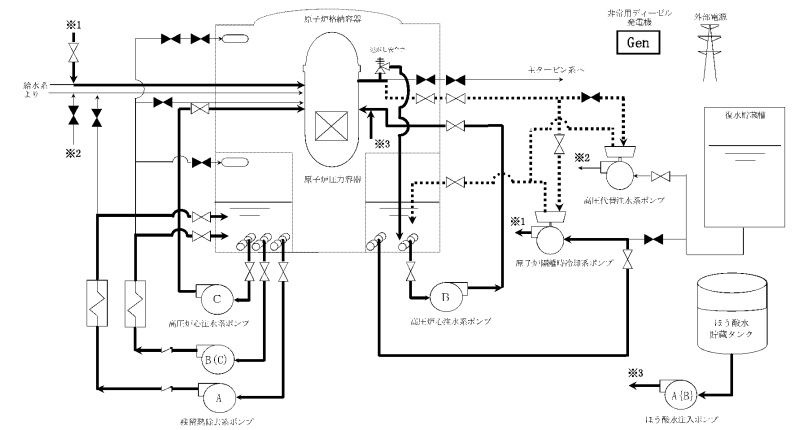 原子炉格納容器
非常用ディーゼル
発電機
外部電源
※1
Gen
逃がし安全弁
主タービン系へ
給水系
より
復水貯蔵槽
※2
※3
※2
原子炉圧力容器
高圧代替注水系ポンプ
※1
原子炉隔離時冷却系ポンプ
C
B
高圧炉心注水系ポンプ
高圧炉心注水系ポンプ
ほう酸水
貯蔵タンク
B(C)
※3
A
A{B}
残留熱除去系ポンプ
ほう酸水注入ポンプ